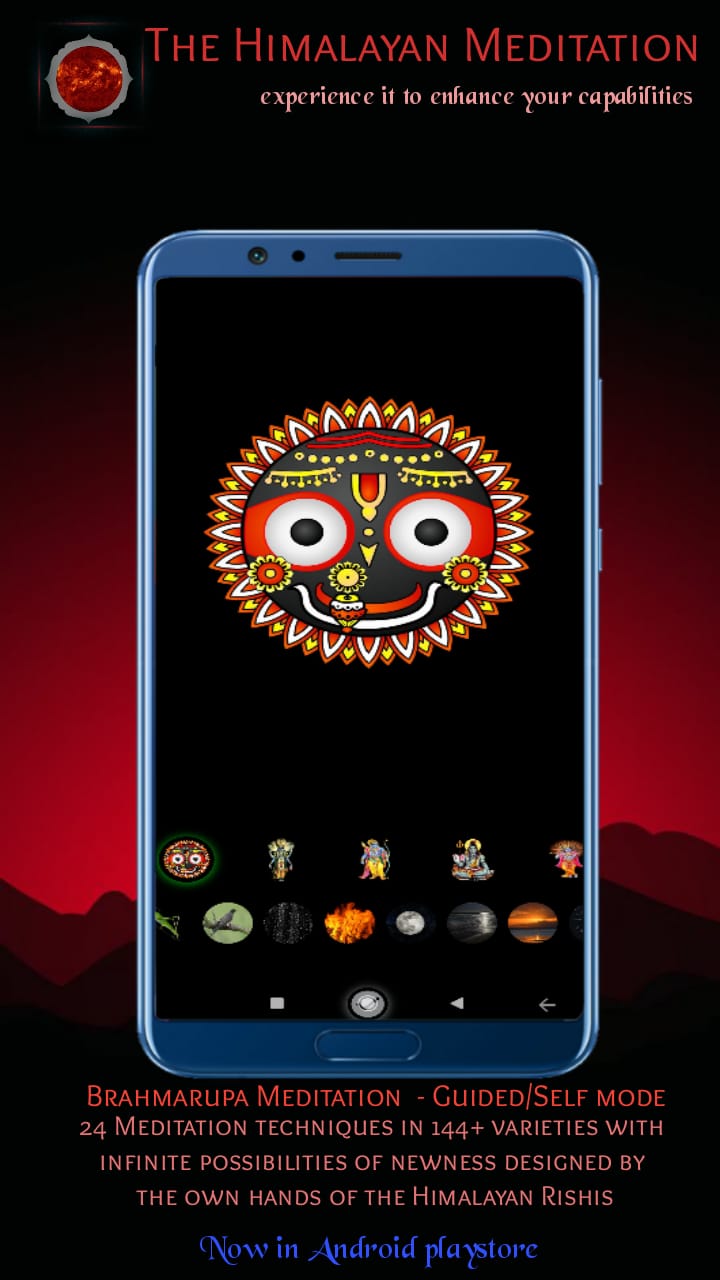 The Himalayan Meditation
experience it to enhance your capabilities
Brahmarupa Meditation - Guided/Self mode
24 Meditation techniques in 144+ varieties with
infinite possibilities of newness designed by
the own hands of the Himalayan Rishis
Now in Android playstore